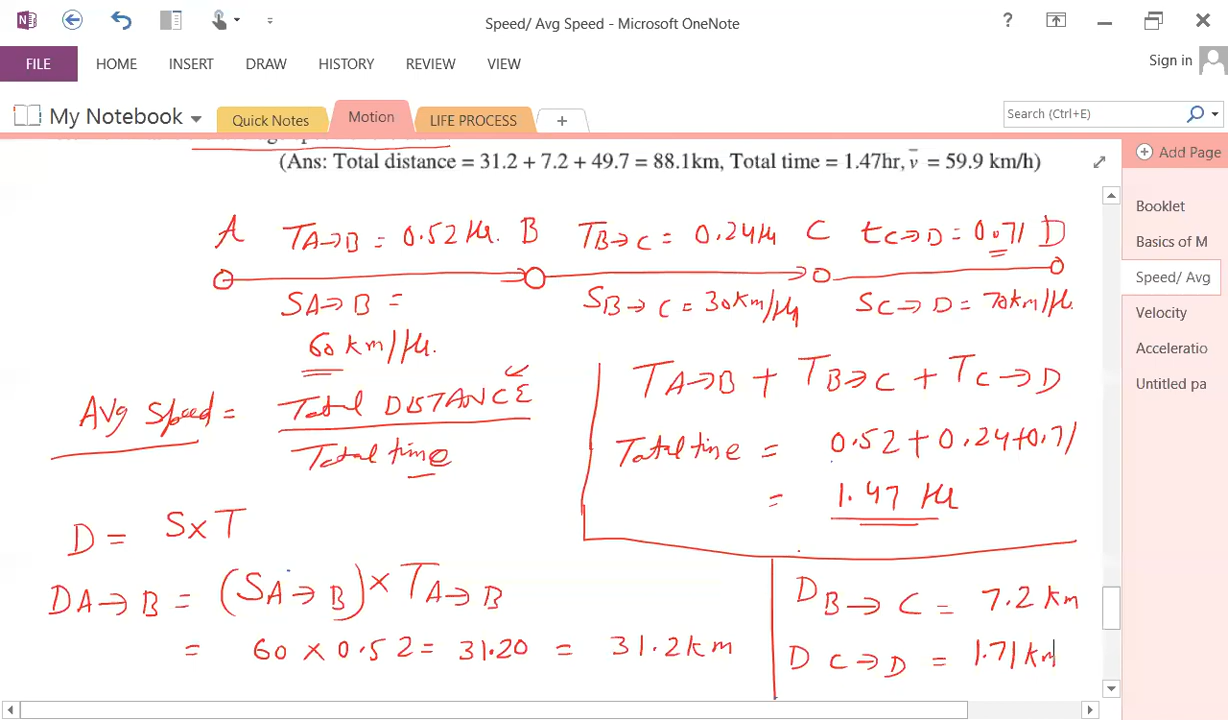 Speed/ Avg Speed - Microsoft OneNote
?
FILE HOME INSERT DRAW HISTORY REVIEW VIEW
Sign in
My Notebook Quick Notes Motion LIFE PROCESS +
Search (Ctrl+E)
Add Page
(Ans: Total distance = 31.2 + 7.2 + 49.7 = 88.1km, Total time = 1.47hr, v̅ = 59.9 km/h)
Booklet
Basics of M
Speed/ Avg
Velocity
Acceleratio
Untitled pa
A TA→B = 0.52 Hr. B TB→C = 0.24 Hr C tC→D = 0.71 D
SA→B = SB→C = 30km/Hr SC→D = 70km/Hr.
60 km/Hr.
TA→B + TB→C + TC→D
Avg Speed = Total DISTANCE
Total time
Total time = 0.52+0.24+0.71
= 1.47 Hr
D = S×T
DA→B = (SA→B) × TA→B
= 60 × 0.52 = 31.20 = 31.2km
DB→C = 7.2 km
DC→D = 1.71 km